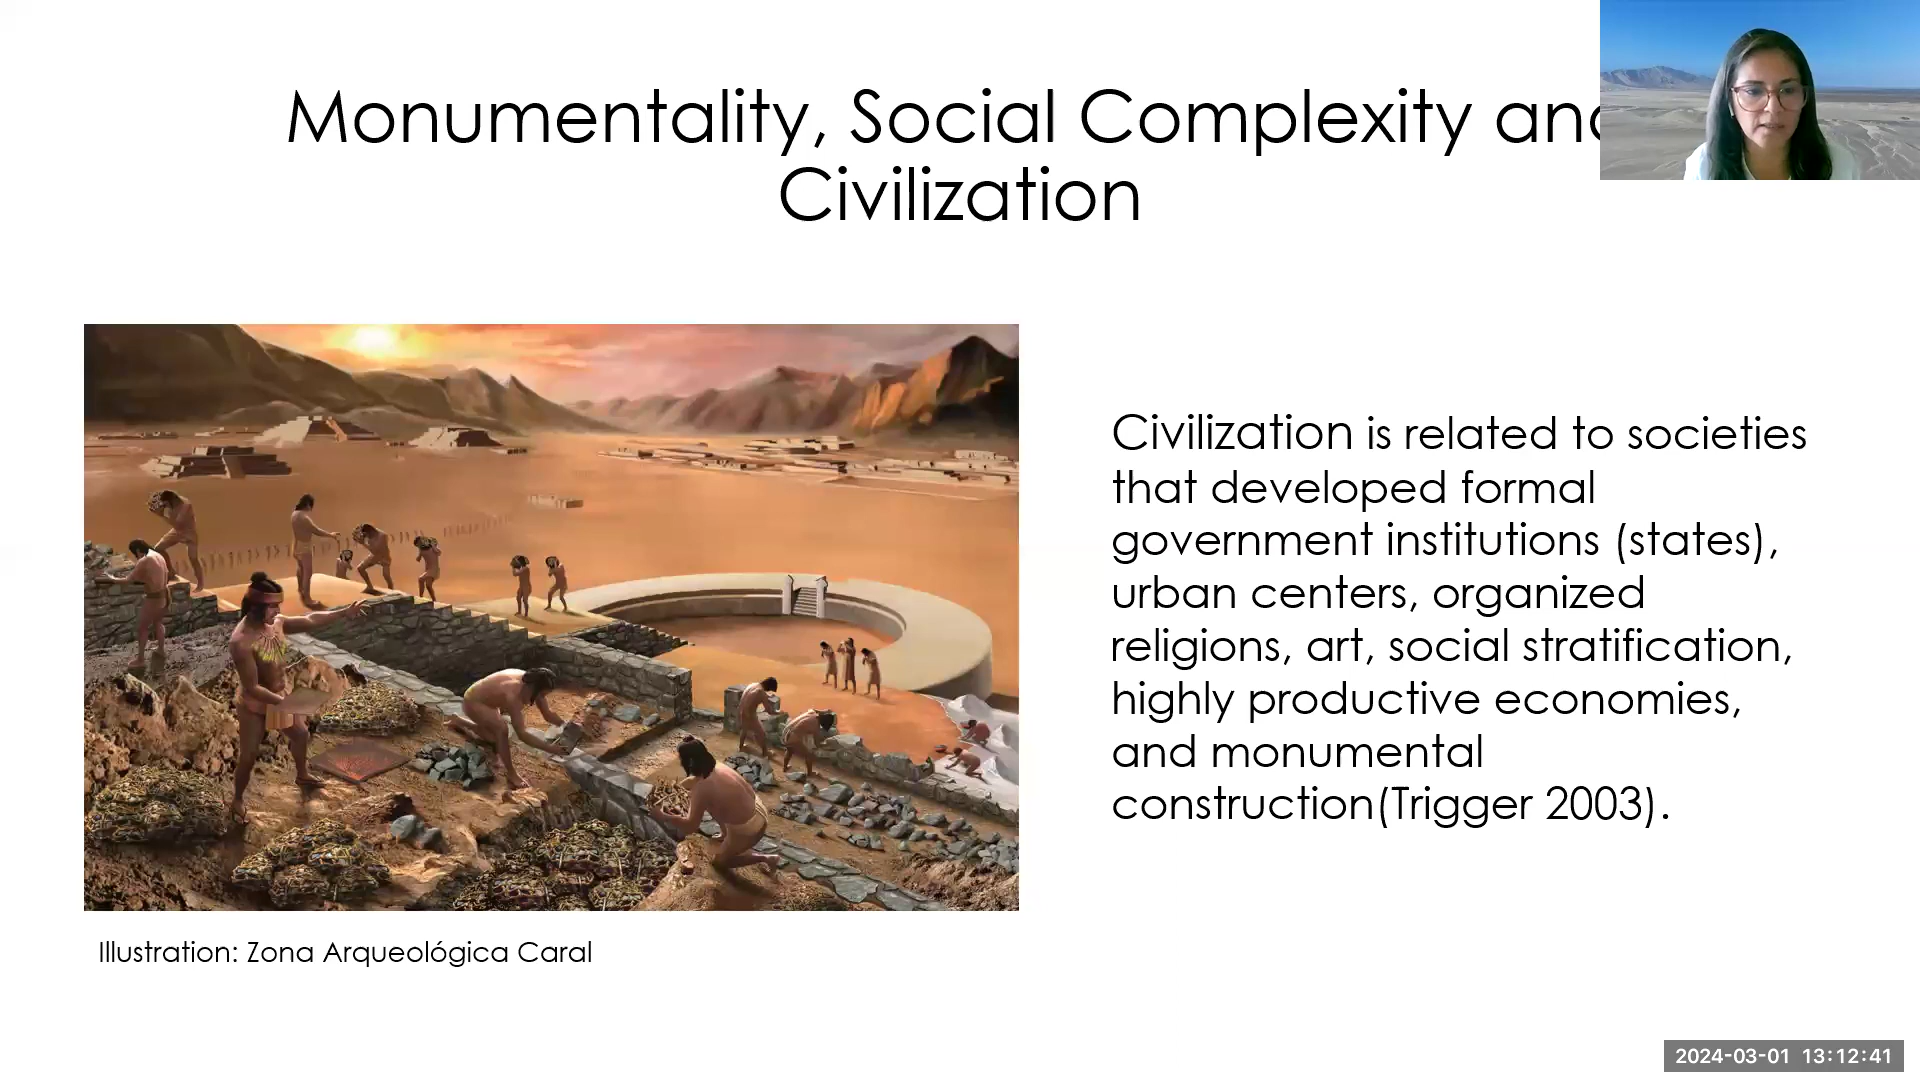 Monumentality, Social Complexity and
Civilization
Civilization is related to societies
that developed formal
government institutions (states),
urban centers, organized
religions, art, social stratification,
highly productive economies,
and monumental
construction(Trigger 2003).
Illustration: Zona Arqueológica Caral
2024-03-01 13:12:41